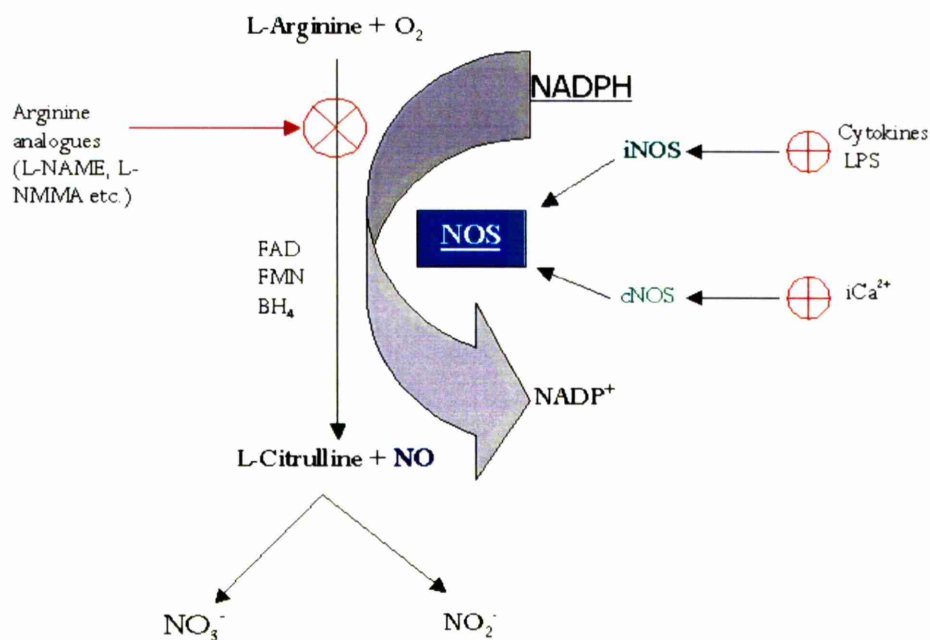 L-Arginine + O₂
NADPH
Arginine
analogues
(L-NAME, L-
NMMA etc.)
iNOS
Cytokines
LPS
NOS
FAD
FMN
BH₄
cNOS
iCa²⁺
NADP⁺
L-Citrulline + NO
NO₃⁻
NO₂⁻